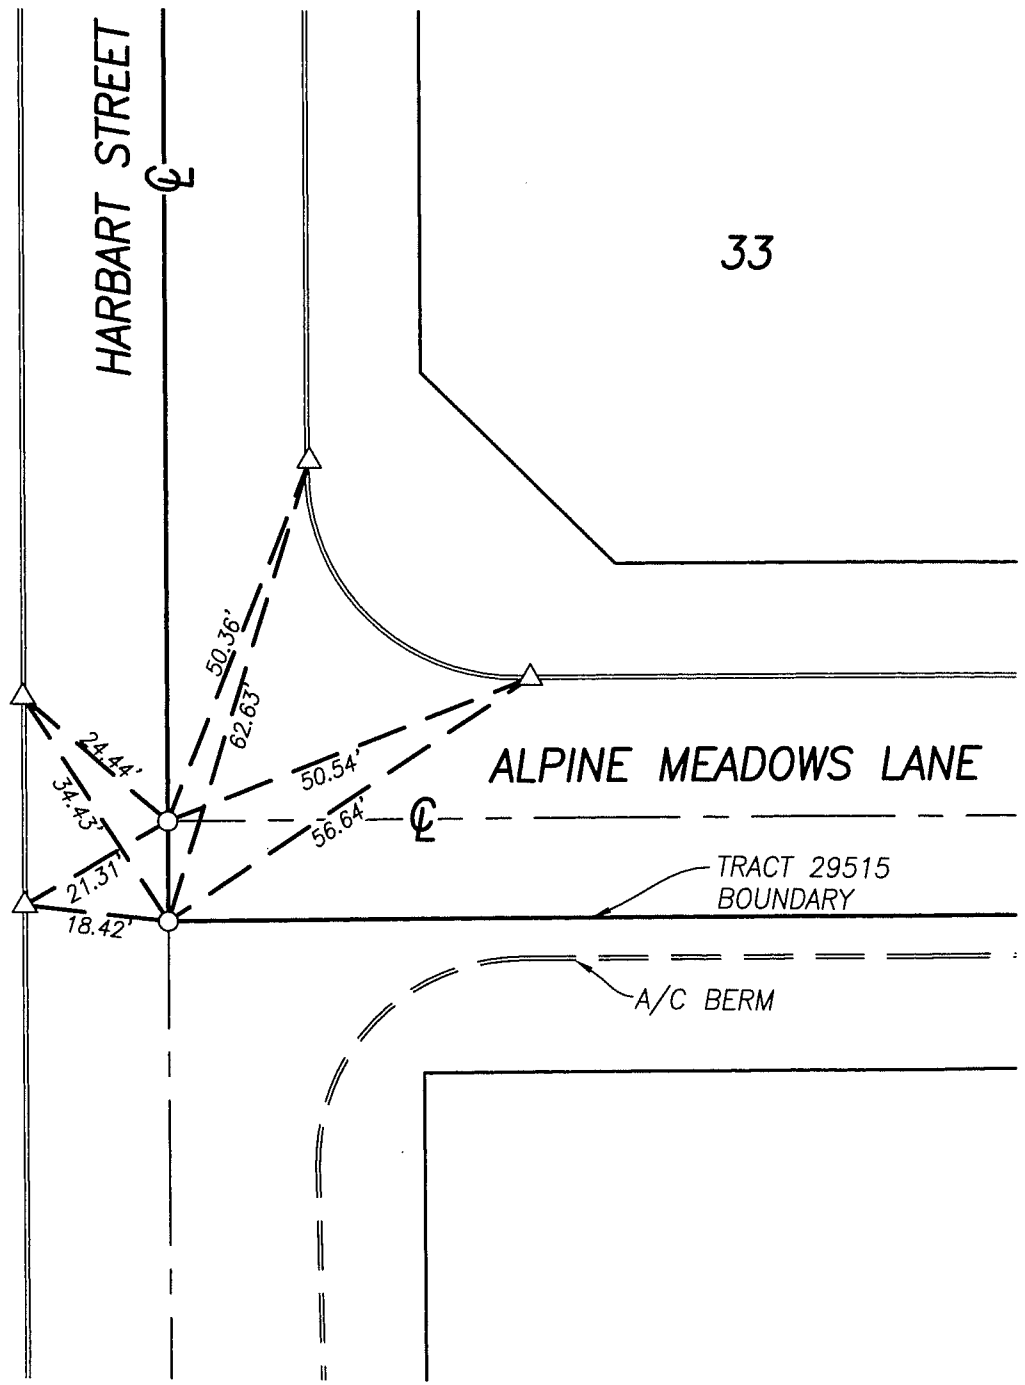 HARBART STREET
℄
33
50.36'
62.63'
24.44'
34.43'
50.54'
56.64'
ALPINE MEADOWS LANE
℄
21.31'
18.42'
TRACT 29515
BOUNDARY
A/C BERM